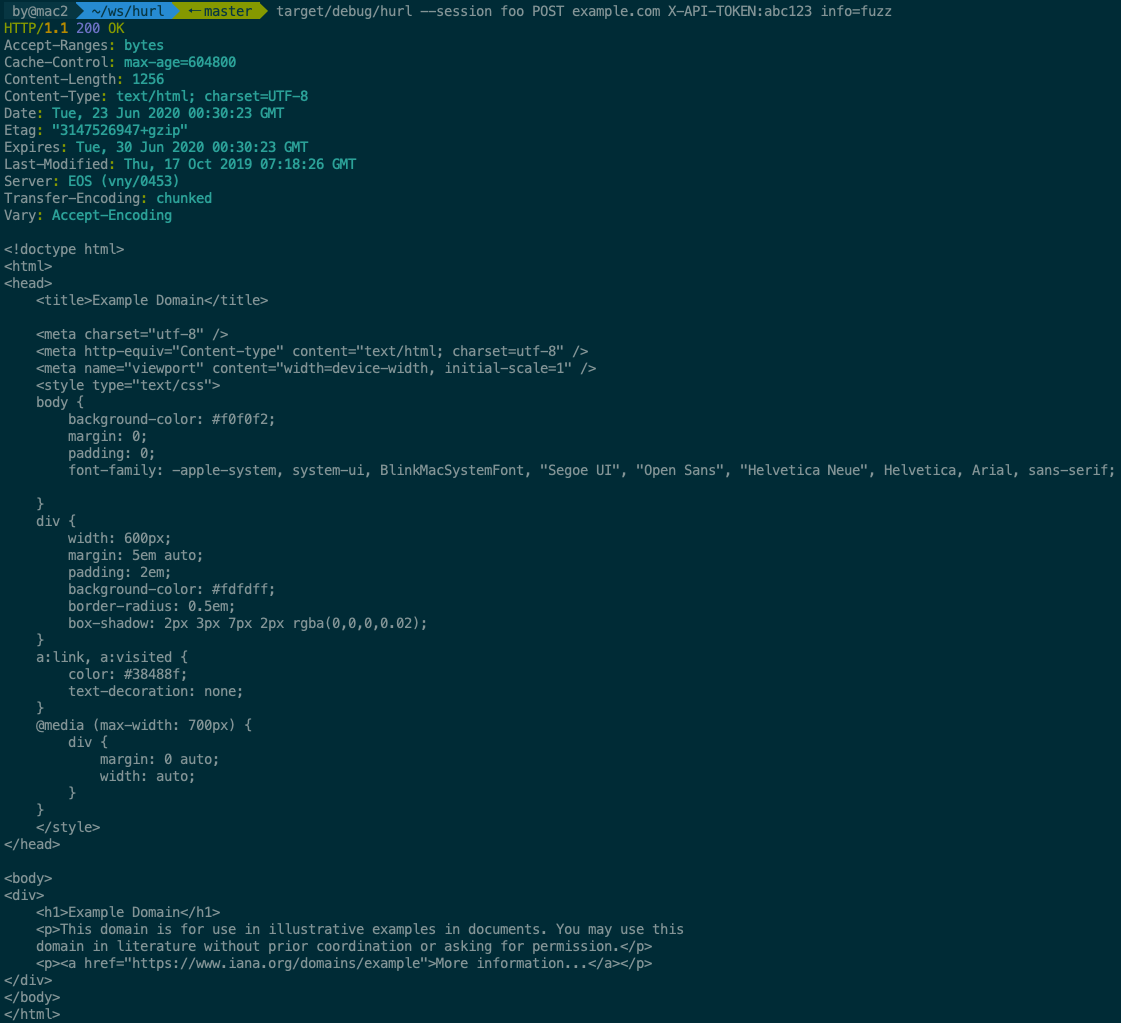 by@mac2 ~/ws/hurl ←master target/debug/hurl --session foo POST example.com X-API-TOKEN:abc123 info=fuzz
HTTP/1.1 200 OK
Accept-Ranges: bytes
Cache-Control: max-age=604800
Content-Length: 1256
Content-Type: text/html; charset=UTF-8
Date: Tue, 23 Jun 2020 00:30:23 GMT
Etag: "3147526947+gzip"
Expires: Tue, 30 Jun 2020 00:30:23 GMT
Last-Modified: Thu, 17 Oct 2019 07:18:26 GMT
Server: EOS (vny/0453)
Transfer-Encoding: chunked
Vary: Accept-Encoding

<!doctype html>
<html>
<head>
    <title>Example Domain</title>

    <meta charset="utf-8" />
    <meta http-equiv="Content-type" content="text/html; charset=utf-8" />
    <meta name="viewport" content="width=device-width, initial-scale=1" />
    <style type="text/css">
    body {
        background-color: #f0f0f2;
        margin: 0;
        padding: 0;
        font-family: -apple-system, system-ui, BlinkMacSystemFont, "Segoe UI", "Open Sans", "Helvetica Neue", Helvetica, Arial, sans-serif;

    }
    div {
        width: 600px;
        margin: 5em auto;
        padding: 2em;
        background-color: #fdfdff;
        border-radius: 0.5em;
        box-shadow: 2px 3px 7px 2px rgba(0,0,0,0.02);
    }
    a:link, a:visited {
        color: #38488f;
        text-decoration: none;
    }
    @media (max-width: 700px) {
        div {
            margin: 0 auto;
            width: auto;
        }
    }
    </style>
</head>

<body>
<div>
    <h1>Example Domain</h1>
    <p>This domain is for use in illustrative examples in documents. You may use this
    domain in literature without prior coordination or asking for permission.</p>
    <p><a href="https://www.iana.org/domains/example">More information...</a></p>
</div>
</body>
</html>